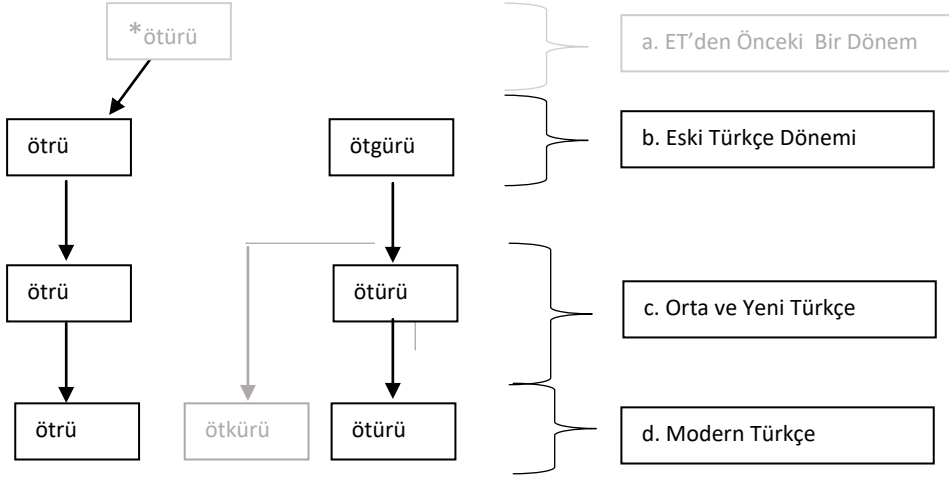 *ötürü
a. ET’den Önceki Bir Dönem
ötrü
ötgürü
b. Eski Türkçe Dönemi
ötrü
ötürü
c. Orta ve Yeni Türkçe
ötrü
ötkürü
ötürü
d. Modern Türkçe